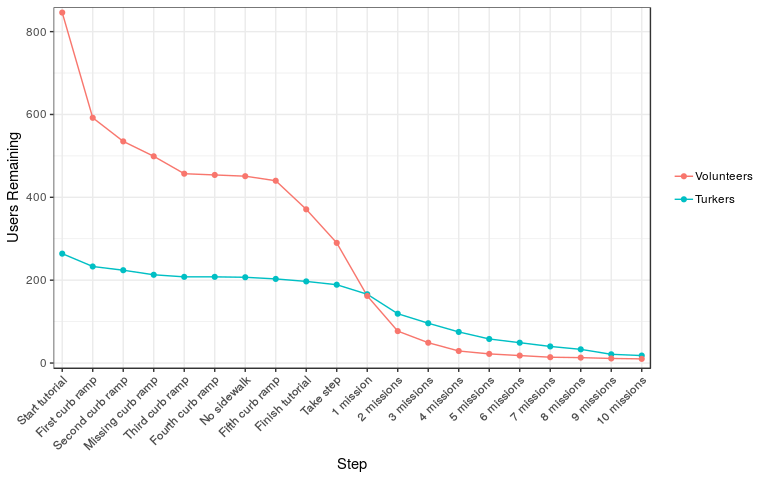 800
600
400
200
0
Users Remaining
Start tutorial
First curb ramp
Second curb ramp
Missing curb ramp
Third curb ramp
Fourth curb ramp
No sidewalk
Fifth curb ramp
Finish tutorial
Take step
1 mission
2 missions
3 missions
4 missions
5 missions
6 missions
7 missions
8 missions
9 missions
10 missions
Step
Volunteers
Turkers